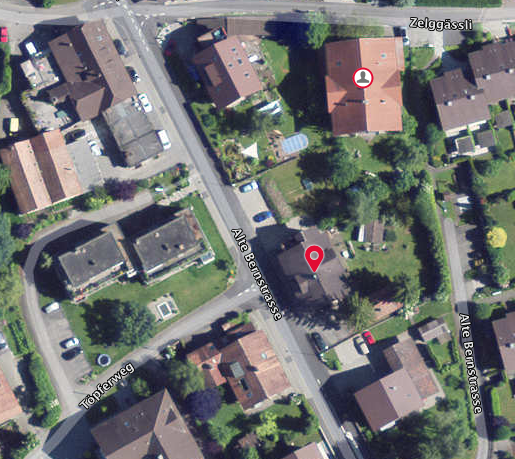 Zelggässli
Alte Bernstrasse
Alte Bernstrasse
Töpferweg